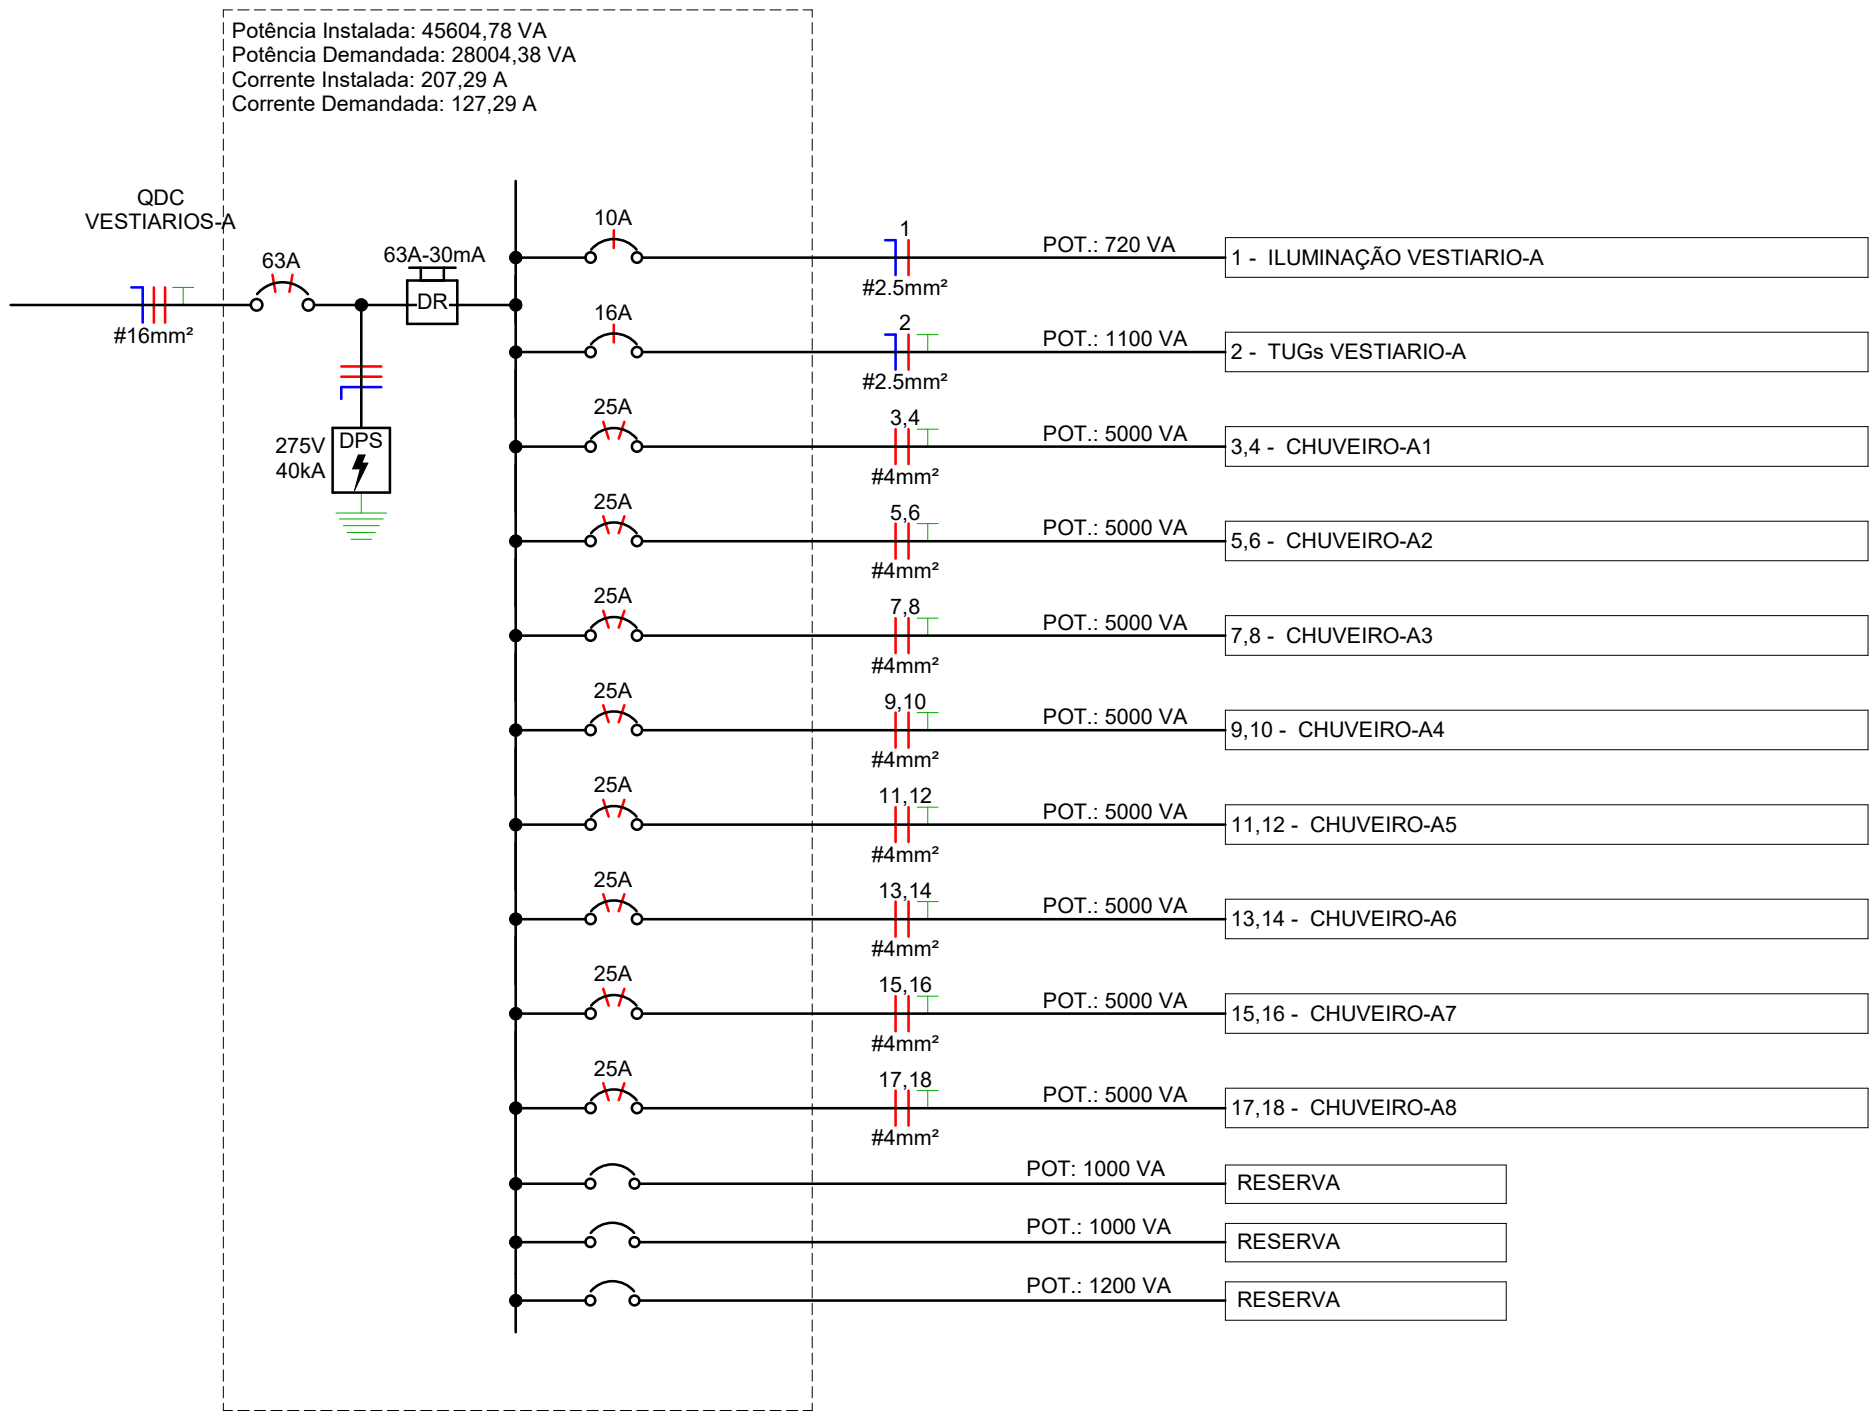 Potência Instalada: 45604,78 VA
Potência Demandada: 28004,38 VA
Corrente Instalada: 207,29 A
Corrente Demandada: 127,29 A
QDC
VESTIARIOS-A
#16mm²
63A
63A-30mA
DR
275V
40kA
DPS
10A
1
#2.5mm²
POT.: 720 VA
1 - ILUMINAÇÃO VESTIARIO-A
16A
2
#2.5mm²
POT.: 1100 VA
2 - TUGs VESTIARIO-A
25A
3,4
#4mm²
POT.: 5000 VA
3,4 - CHUVEIRO-A1
25A
5,6
#4mm²
POT.: 5000 VA
5,6 - CHUVEIRO-A2
25A
7,8
#4mm²
POT.: 5000 VA
7,8 - CHUVEIRO-A3
25A
9,10
#4mm²
POT.: 5000 VA
9,10 - CHUVEIRO-A4
25A
11,12
#4mm²
POT.: 5000 VA
11,12 - CHUVEIRO-A5
25A
13,14
#4mm²
POT.: 5000 VA
13,14 - CHUVEIRO-A6
25A
15,16
#4mm²
POT.: 5000 VA
15,16 - CHUVEIRO-A7
25A
17,18
#4mm²
POT.: 5000 VA
17,18 - CHUVEIRO-A8
POT: 1000 VA
RESERVA
POT.: 1000 VA
RESERVA
POT.: 1200 VA
RESERVA